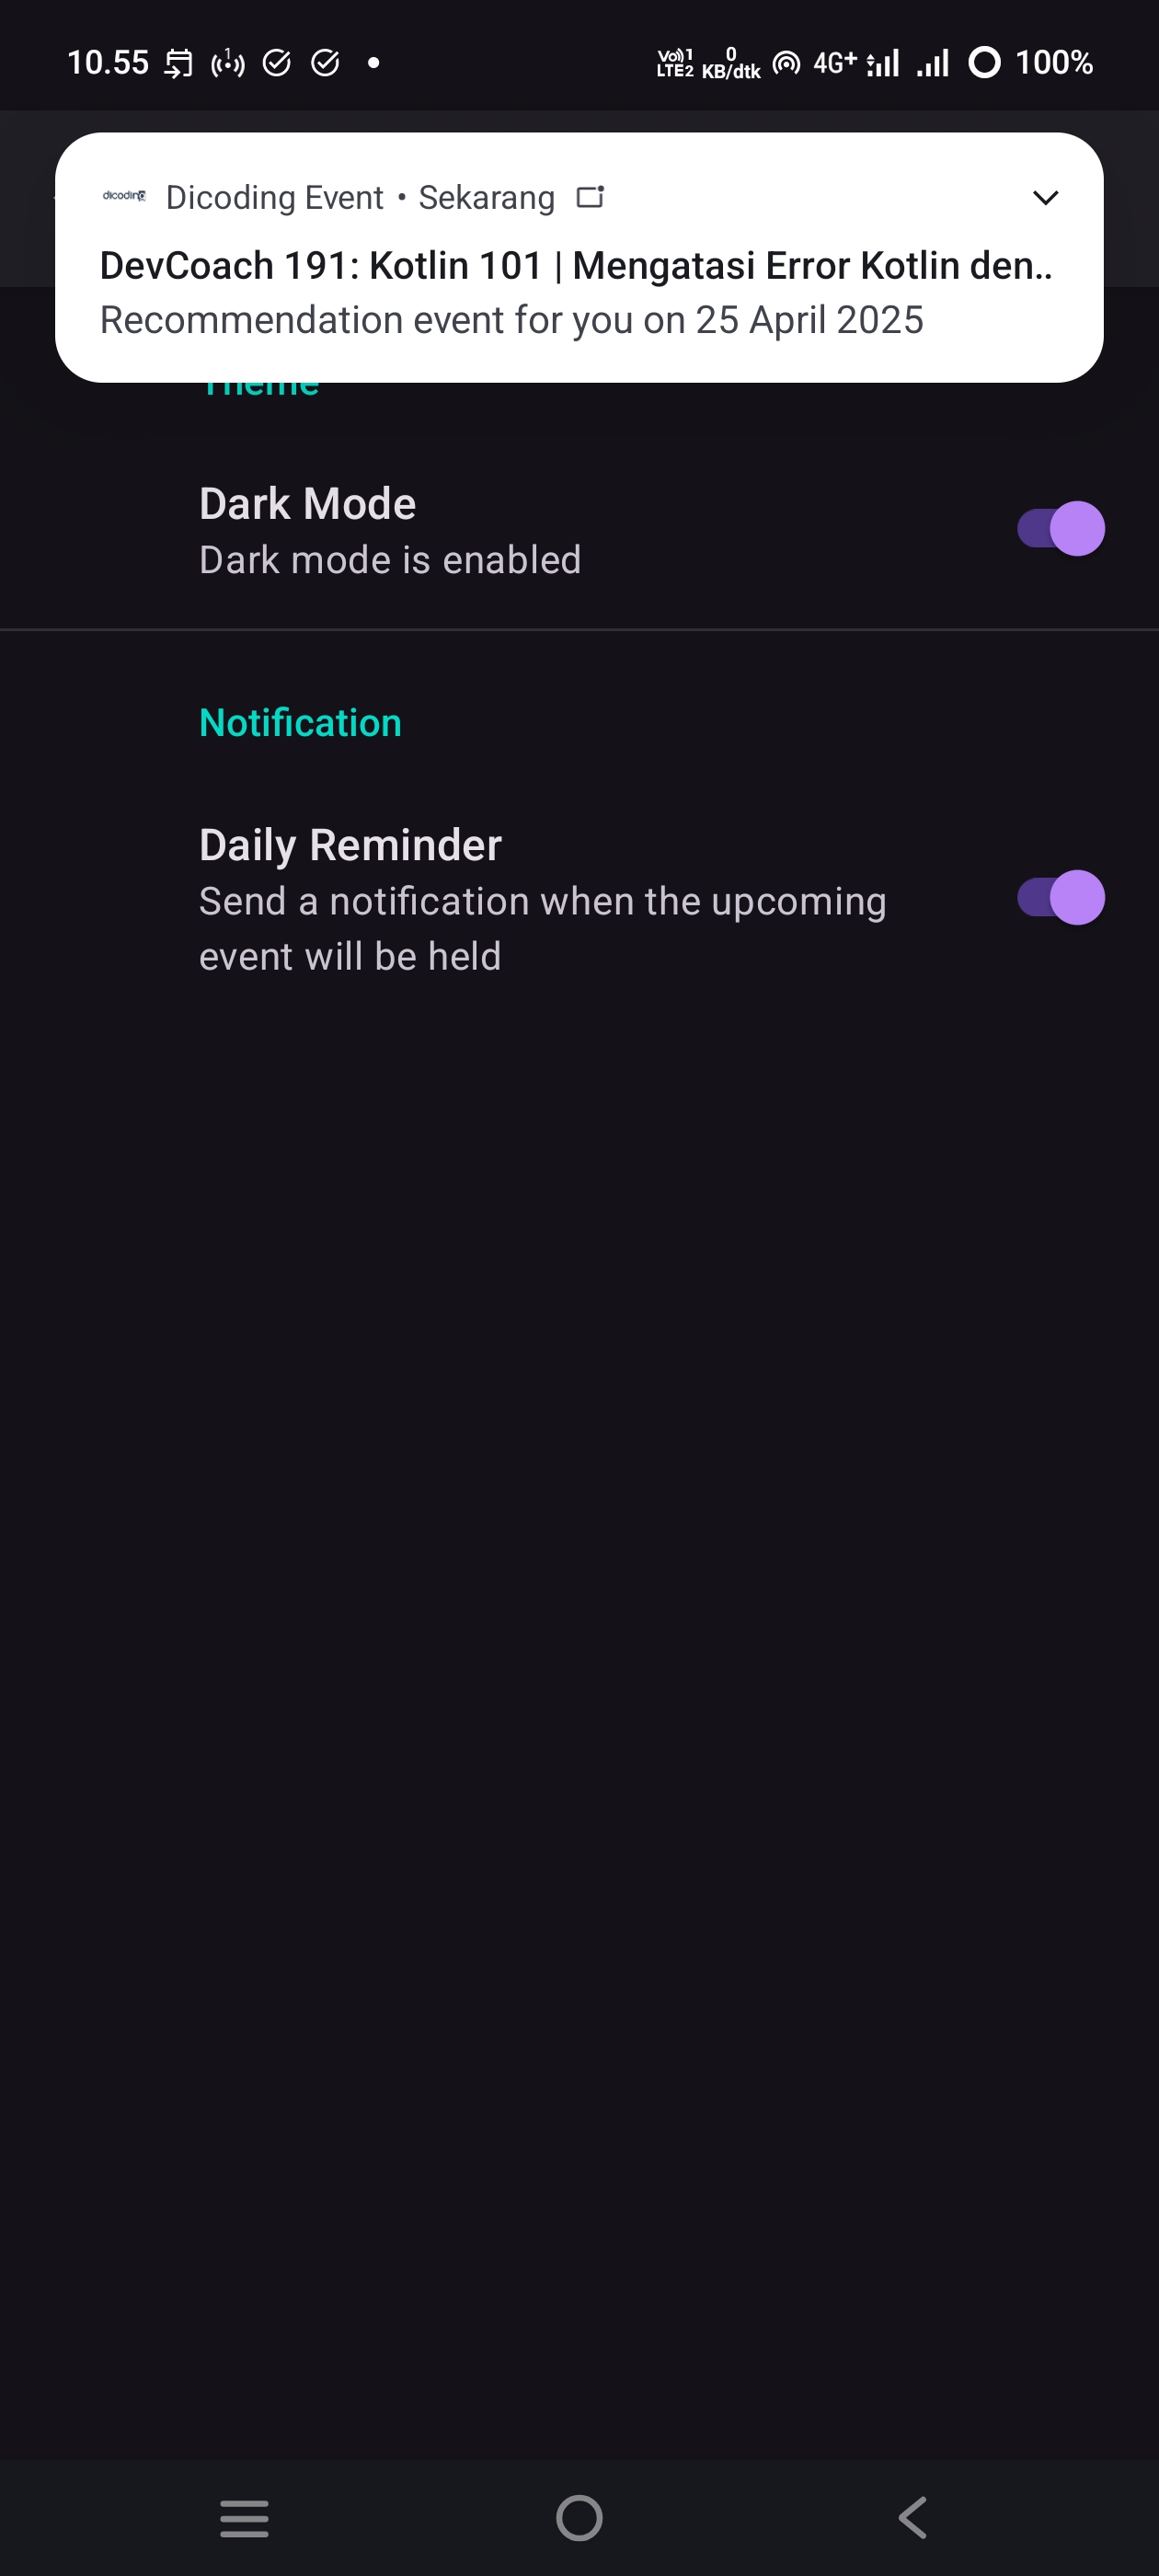 10.55 1 Vo)) 1 LTE2 0 KB/dtk 4G+ 100%
dicoding Dicoding Event • Sekarang
DevCoach 191: Kotlin 101 | Mengatasi Error Kotlin den..
Recommendation event for you on 25 April 2025
Theme
Dark Mode
Dark mode is enabled
Notification
Daily Reminder
Send a notification when the upcoming
event will be held